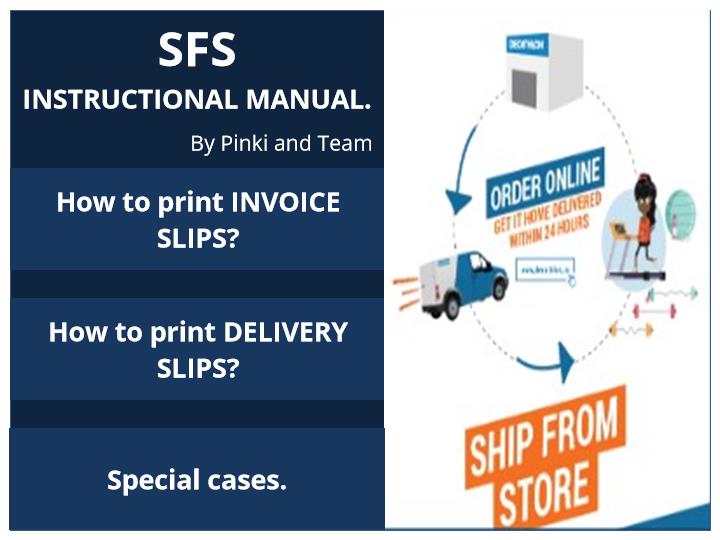 SFS
INSTRUCTIONAL MANUAL.
By Pinki and Team
How to print INVOICE
SLIPS?
How to print DELIVERY
SLIPS?
Special cases.
DECATHLON
ORDER ONLINE
GET IT HOME DELIVERED
WITHIN 24 HOURS
SHIP FROM
STORE